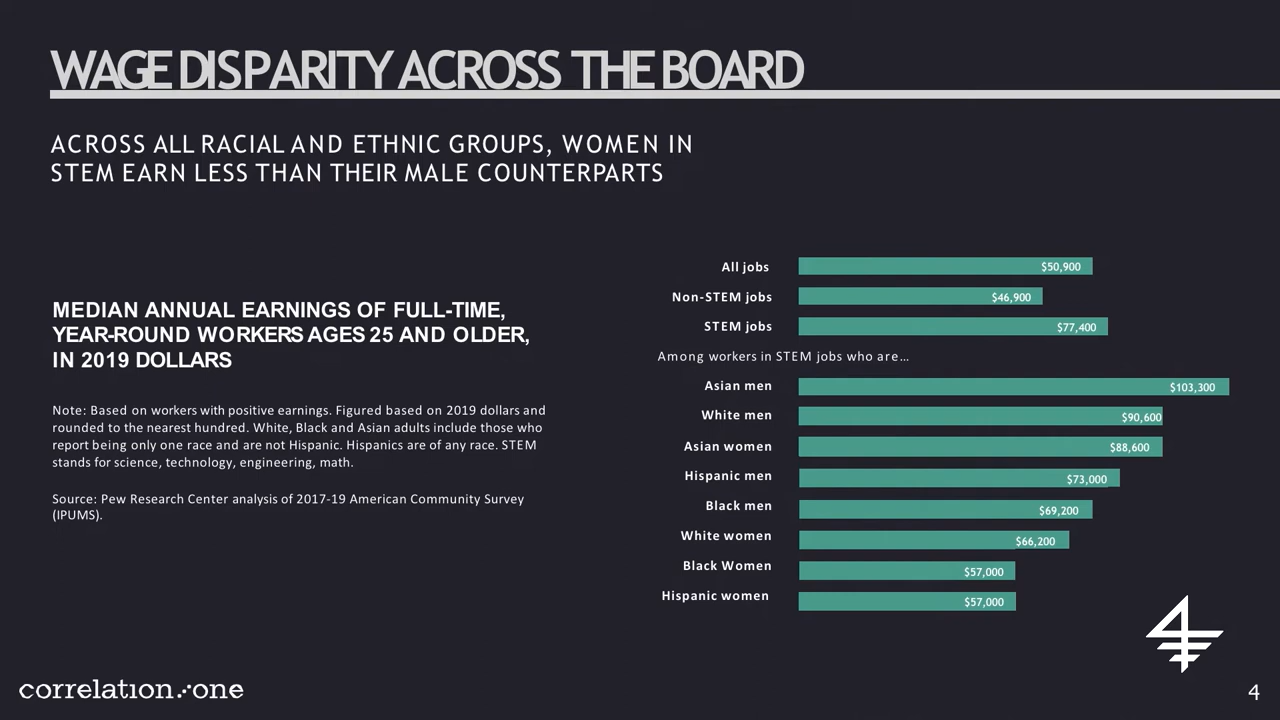 WAGE DISPARITY ACROSS THE BOARD
ACROSS ALL RACIAL AND ETHNIC GROUPS, WOMEN IN
STEM EARN LESS THAN THEIR MALE COUNTERPARTS
MEDIAN ANNUAL EARNINGS OF FULL-TIME,
YEAR-ROUND WORKERS AGES 25 AND OLDER,
IN 2019 DOLLARS
Note: Based on workers with positive earnings. Figured based on 2019 dollars and
rounded to the nearest hundred. White, Black and Asian adults include those who
report being only one race and are not Hispanic. Hispanics are of any race. STEM
stands for science, technology, engineering, math.
Source: Pew Research Center analysis of 2017-19 American Community Survey
(IPUMS).
All jobs $50,900
Non-STEM jobs $46,900
STEM jobs $77,400
Among workers in STEM jobs who are…
Asian men $103,300
White men $90,600
Asian women $88,600
Hispanic men $73,000
Black men $69,200
White women $66,200
Black Women $57,000
Hispanic women $57,000
correlation one
4